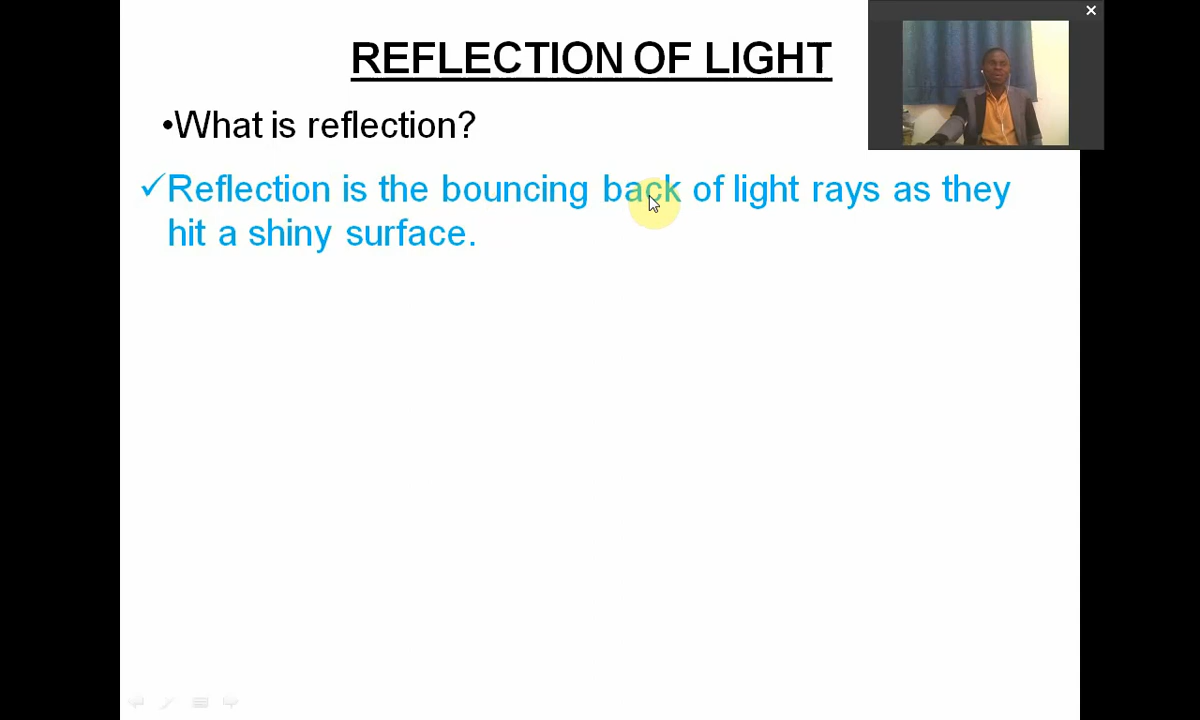 REFLECTION OF LIGHT
•What is reflection?
✓Reflection is the bouncing back of light rays as they
hit a shiny surface.